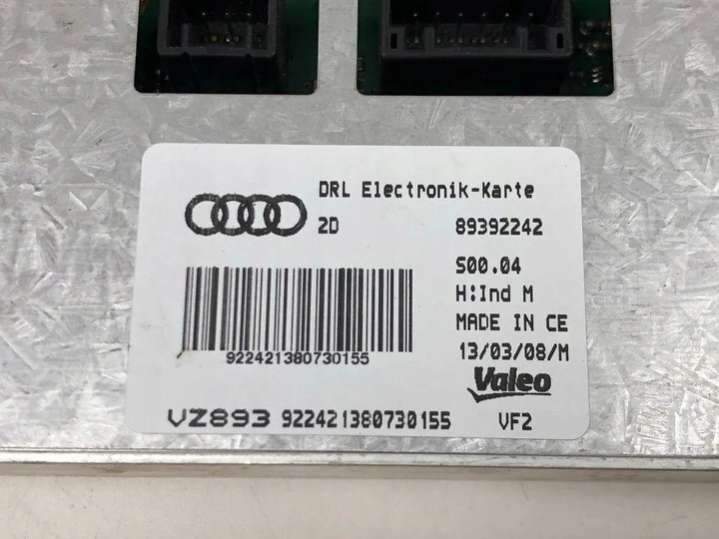 DRL Electronik-Karte
2D 89392242
S00.04
H:Ind M
MADE IN CE
922421380730155 13/03/08/M
Valeo
VZ893 922421380730155 VF2